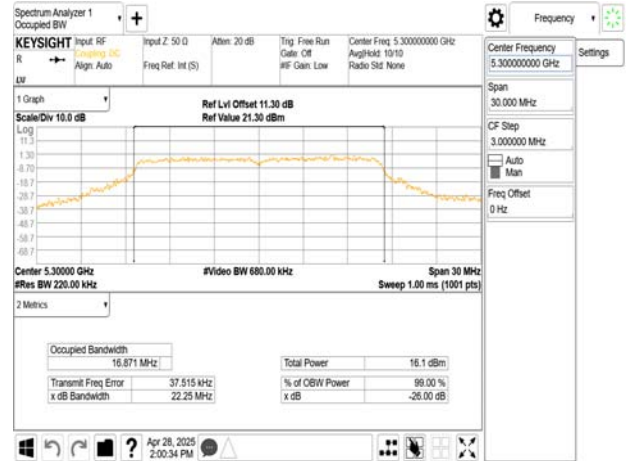 Spectrum Analyzer 1
Occupied BW
Frequency
KEYSIGHT
R
LXI
Input: RF
Coupling: DC
Align: Auto
Input Z: 50 Ω
Freq Ref: Int (S)
Atten: 20 dB
Trig: Free Run
Gate: Off
#IF Gain: Low
Center Freq: 5.300000000 GHz
Avg|Hold: 10/10
Radio Std: None
Center Frequency
5.300000000 GHz
Settings
Span
30.000 MHz
CF Step
3.000000 MHz
Auto
Man
Freq Offset
0 Hz
1 Graph
Scale/Div 10.0 dB
Ref Lvl Offset 11.30 dB
Ref Value 21.30 dBm
Log
11.3
1.30
-8.70
-18.7
-28.7
-38.7
-48.7
-58.7
-68.7
Center 5.30000 GHz
#Video BW 680.00 kHz
Span 30 MHz
#Res BW 220.00 kHz
Sweep 1.00 ms (1001 pts)
2 Metrics
Occupied Bandwidth
16.871 MHz
Total Power 16.1 dBm
Transmit Freq Error 37.515 kHz
% of OBW Power 99.00 %
x dB Bandwidth 22.25 MHz
x dB -26.00 dB
?
Apr 28, 2025
2:00:34 PM